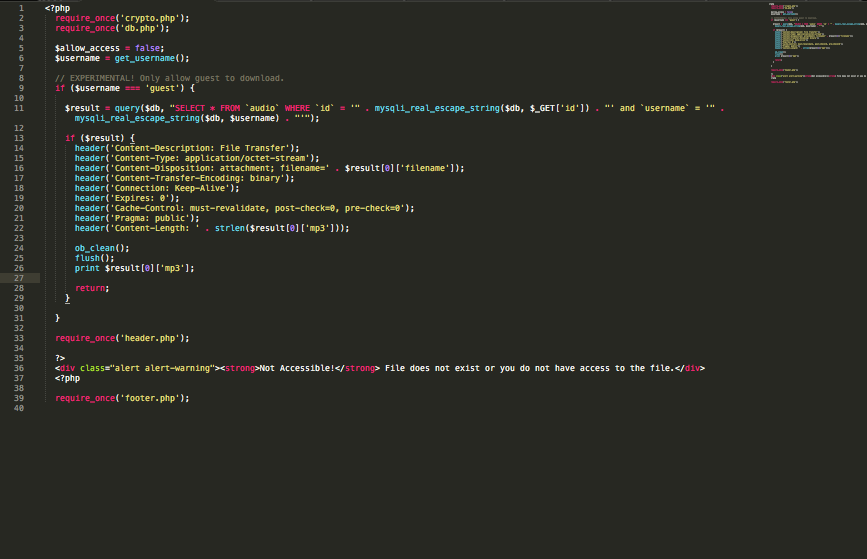 1 <?php
2 require_once('crypto.php');
3 require_once('db.php');
4
5 $allow_access = false;
6 $username = get_username();
7
8 // EXPERIMENTAL! Only allow guest to download.
9 if ($username === 'guest') {
10
11 $result = query($db, "SELECT * FROM `audio` WHERE `id` = '" . mysqli_real_escape_string($db, $_GET['id']) . "' and `username` = '" .
mysqli_real_escape_string($db, $username) . "'");
12
13 if ($result) {
14 header('Content-Description: File Transfer');
15 header('Content-Type: application/octet-stream');
16 header('Content-Disposition: attachment; filename=' . $result[0]['filename']);
17 header('Content-Transfer-Encoding: binary');
18 header('Connection: Keep-Alive');
19 header('Expires: 0');
20 header('Cache-Control: must-revalidate, post-check=0, pre-check=0');
21 header('Pragma: public');
22 header('Content-Length: ' . strlen($result[0]['mp3']));
23
24 ob_clean();
25 flush();
26 print $result[0]['mp3'];
27
28 return;
29 }
30
31 }
32
33 require_once('header.php');
34
35 ?>
36 <div class="alert alert-warning"><strong>Not Accessible!</strong> File does not exist or you do not have access to the file.</div>
37 <?php
38
39 require_once('footer.php');
40